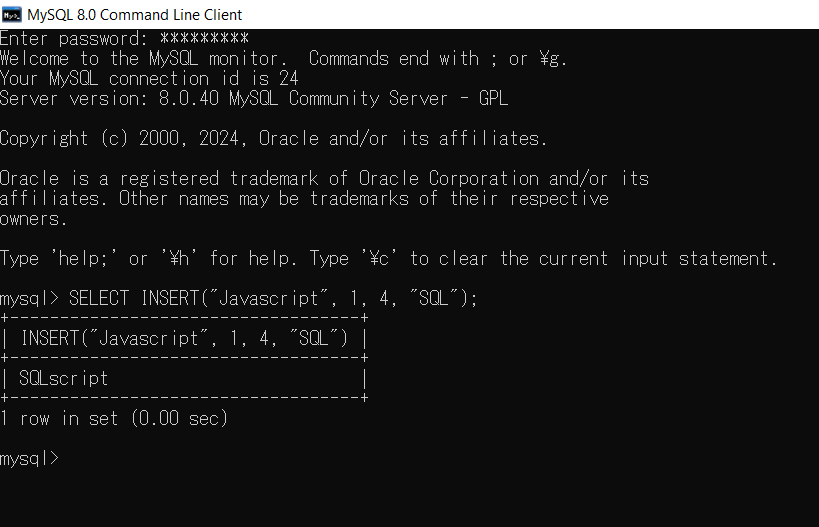 MySQL 8.0 Command Line Client
Enter password: *********
Welcome to the MySQL monitor.  Commands end with ; or ¥g.
Your MySQL connection id is 24
Server version: 8.0.40 MySQL Community Server - GPL
Copyright (c) 2000, 2024, Oracle and/or its affiliates.
Oracle is a registered trademark of Oracle Corporation and/or its
affiliates. Other names may be trademarks of their respective
owners.
Type 'help;' or '¥h' for help. Type '¥c' to clear the current input statement.
mysql> SELECT INSERT("Javascript", 1, 4, "SQL");
+-----------------------------------+
| INSERT("Javascript", 1, 4, "SQL") |
+-----------------------------------+
| SQLscript                         |
+-----------------------------------+
1 row in set (0.00 sec)
mysql>